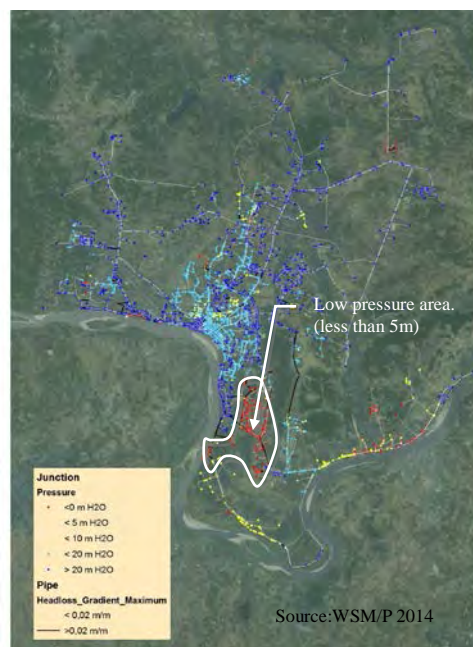 Low pressure area.
(less than 5m)
Junction
Pressure
<0 m H2O
< 5 m H2O
< 10 m H2O
< 20 m H2O
> 20 m H2O
Pipe
Headloss_Gradient_Maximum
< 0,02 m/m
>0,02 m/m
Source:WSM/P 2014